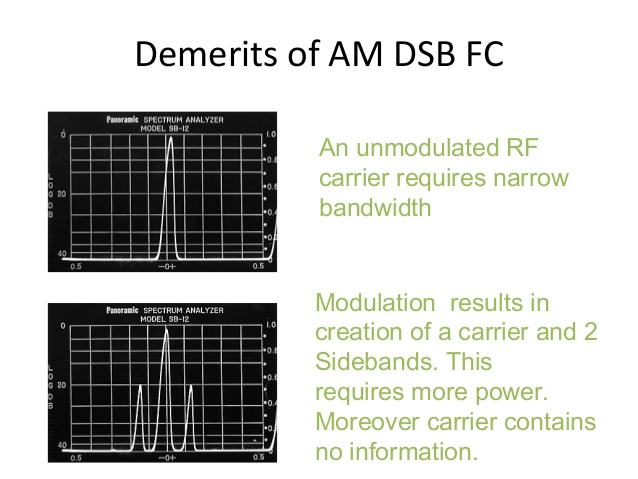 Demerits of AM DSB FC
Panoramic SPECTRUM ANALYZER
MODEL SB-12
0
20
40
LOG DB
1.0
0.8
0.6
0.4
0.2
0
0.5
—0+
0.5
An unmodulated RF
carrier requires narrow
bandwidth
Panoramic SPECTRUM ANALYZER
MODEL SB-12
0
20
40
LOG DB
1.0
0.8
0.6
0.4
0.2
0
0.5
—0+
0.5
Modulation results in
creation of a carrier and 2
Sidebands. This
requires more power.
Moreover carrier contains
no information.